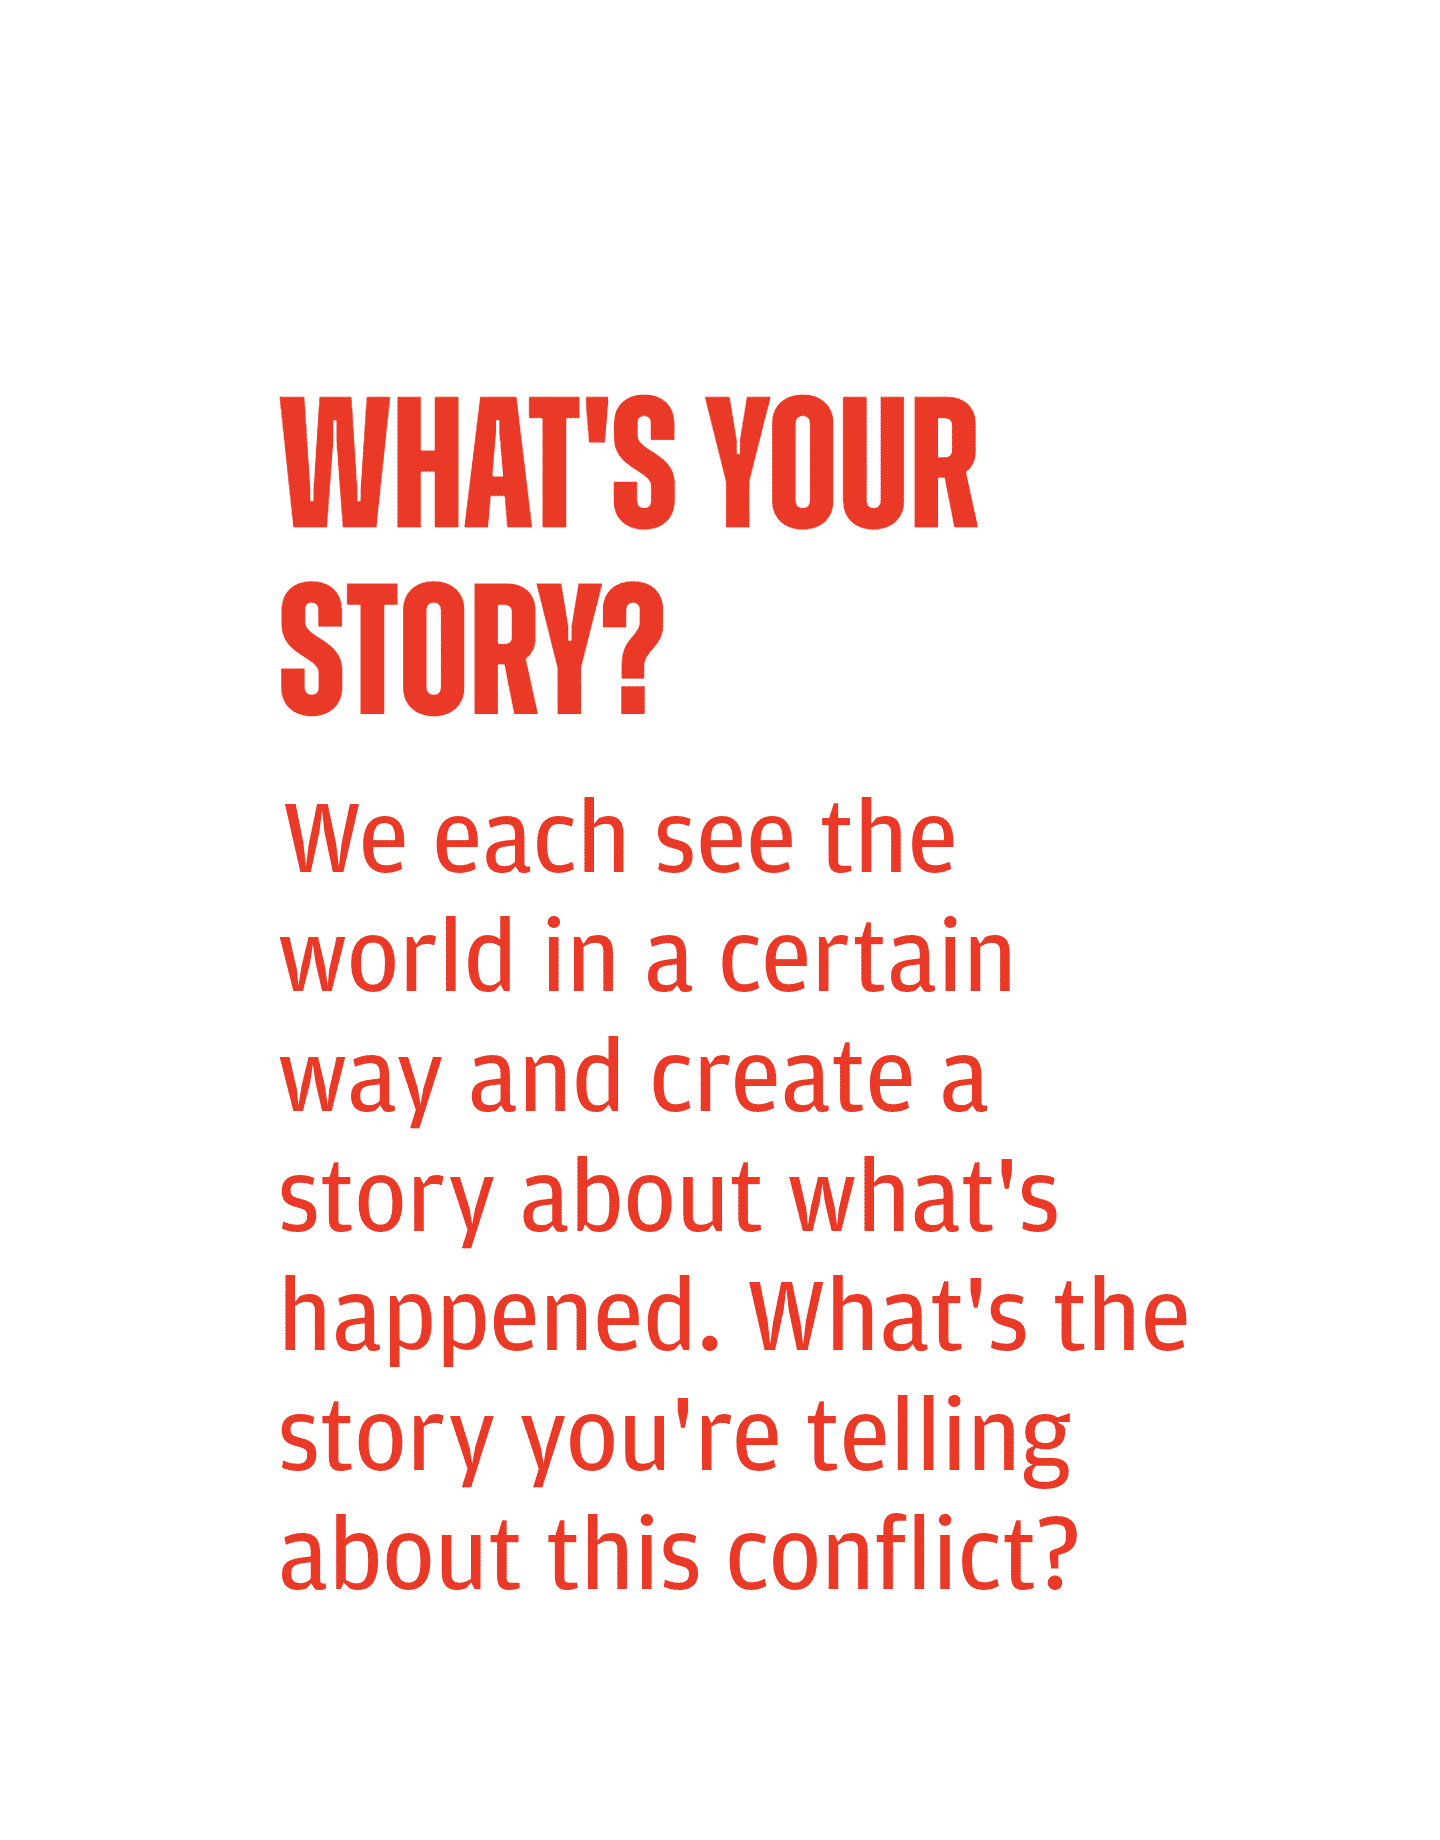 WHAT'S YOUR
STORY?
We each see the
world in a certain
way and create a
story about what's
happened. What's the
story you're telling
about this conflict?